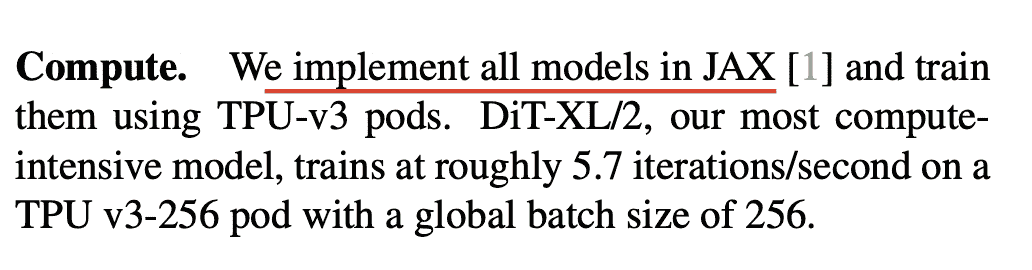 Compute. We implement all models in JAX [1] and train
them using TPU-v3 pods. DiT-XL/2, our most compute-
intensive model, trains at roughly 5.7 iterations/second on a
TPU v3-256 pod with a global batch size of 256.